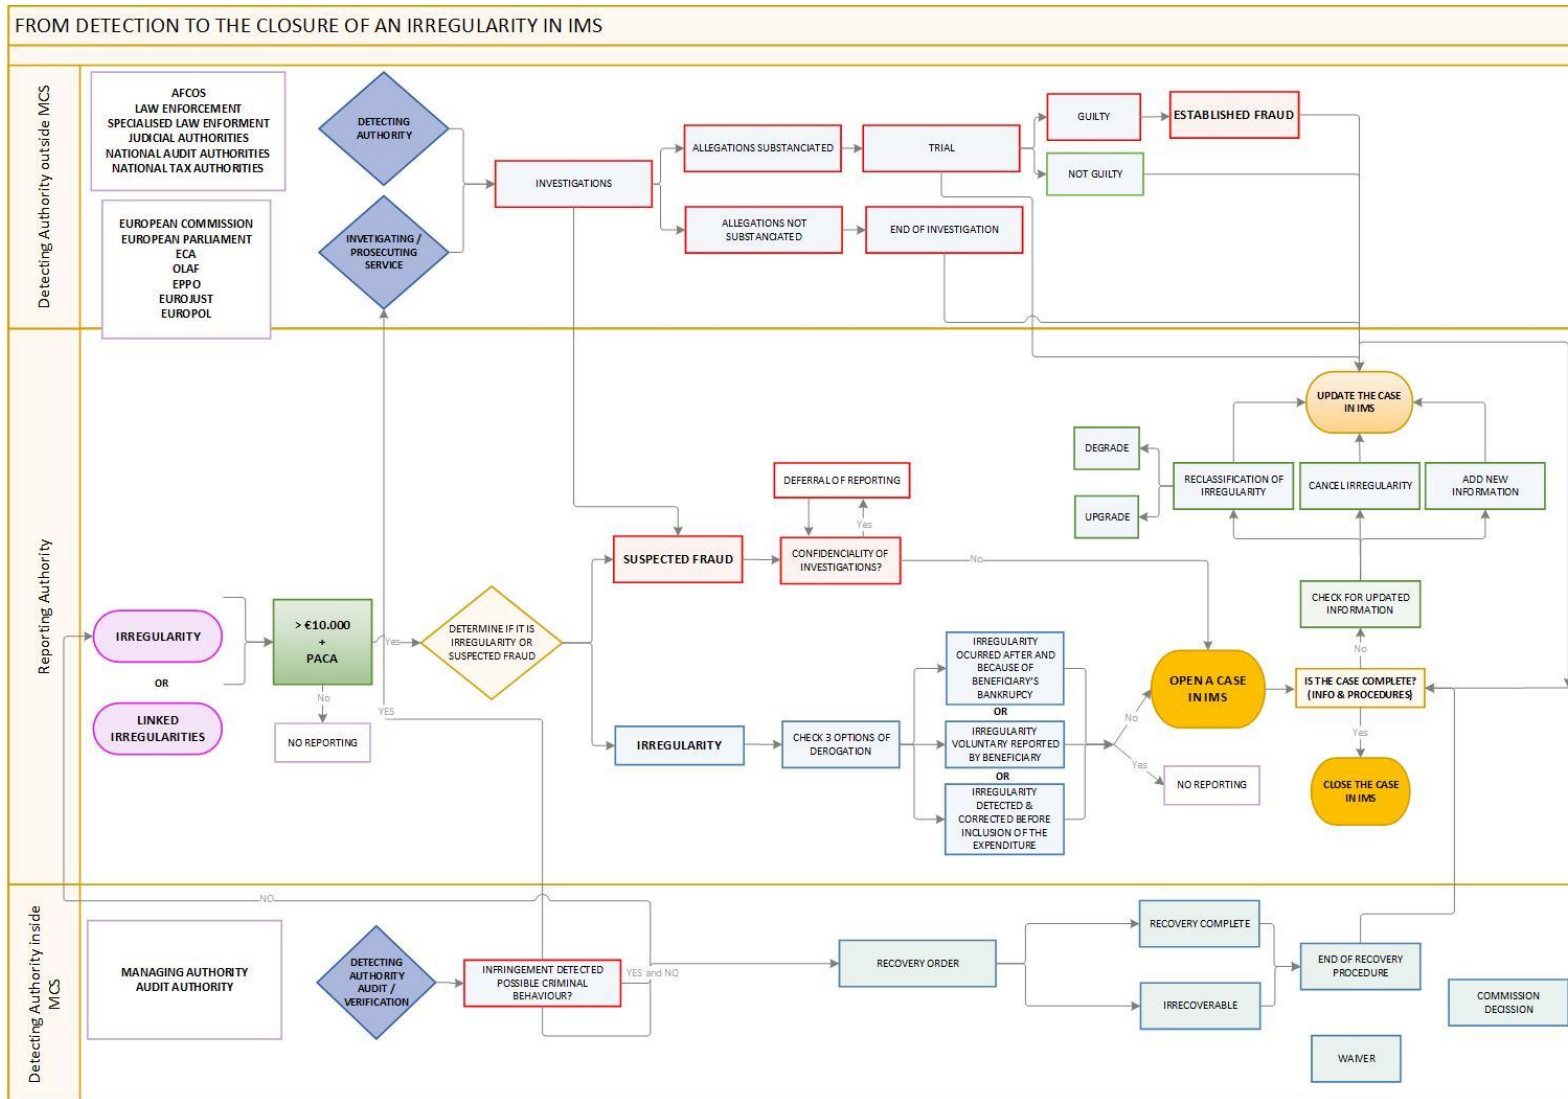 FROM DETECTION TO THE CLOSURE OF AN IRREGULARITY IN IMS
Detecting Authority outside MCS
AFCOS
LAW ENFORCEMENT
SPECIALISED LAW ENFORMENT
JUDICIAL AUTHORITIES
NATIONAL AUDIT AUTHORITIES
NATIONAL TAX AUTHORITIES
EUROPEAN COMMISSION
EUROPEAN PARLIAMENT
ECA
OLAF
EPPO
EUROJUST
EUROPOL
DETECTING
AUTHORITY
INVETIGATING /
PROSECUTING
SERVICE
INVESTIGATIONS
ALLEGATIONS SUBSTANCIATED
TRIAL
GUILTY
ESTABLISHED FRAUD
NOT GUILTY
ALLEGATIONS NOT
SUBSTANCIATED
END OF INVESTIGATION
Reporting Authority
IRREGULARITY
OR
LINKED
IRREGULARITIES
> €10.000
+
PACA
Yes
No
NO REPORTING
YES
DETERMINE IF IT IS
IRREGULARITY OR
SUSPECTED FRAUD
SUSPECTED FRAUD
DEFERRAL OF REPORTING
Yes
CONFIDENCIALITY OF
INVESTIGATIONS?
No
IRREGULARITY
CHECK 3 OPTIONS OF
DEROGATION
IRREGULARITY
OCURRED AFTER AND
BECAUSE OF
BENEFICIARY'S
BANKRUPCY
OR
IRREGULARITY
VOLUNTARY REPORTED
BY BENEFICIARY
OR
IRREGULARITY
DETECTED &
CORRECTED BEFORE
INCLUSION OF THE
EXPENDITURE
No
Yes
NO REPORTING
OPEN A CASE
IN IMS
UPDATE THE CASE
IN IMS
DEGRADE
UPGRADE
RECLASSIFICATION OF
IRREGULARITY
CANCEL IRREGULARITY
ADD NEW
INFORMATION
CHECK FOR UPDATED
INFORMATION
No
IS THE CASE COMPLETE?
(INFO & PROCEDURES)
Yes
CLOSE THE CASE
IN IMS
Detecting Authority inside
MCS
NO
MANAGING AUTHORITY
AUDIT AUTHORITY
DETECTING
AUTHORITY
AUDIT /
VERIFICATION
INFRINGEMENT DETECTED
POSSIBLE CRIMINAL
BEHAVIOUR?
YES and NO
RECOVERY ORDER
RECOVERY COMPLETE
IRRECOVERABLE
END OF RECOVERY
PROCEDURE
COMMISSION
DECISSION
WAIVER